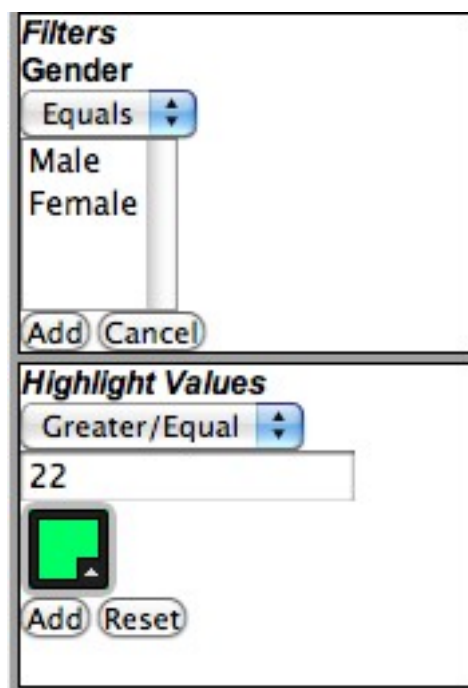 Filters
Gender
Equals
Male
Female
Add Cancel
Highlight Values
Greater/Equal
22
Add Reset